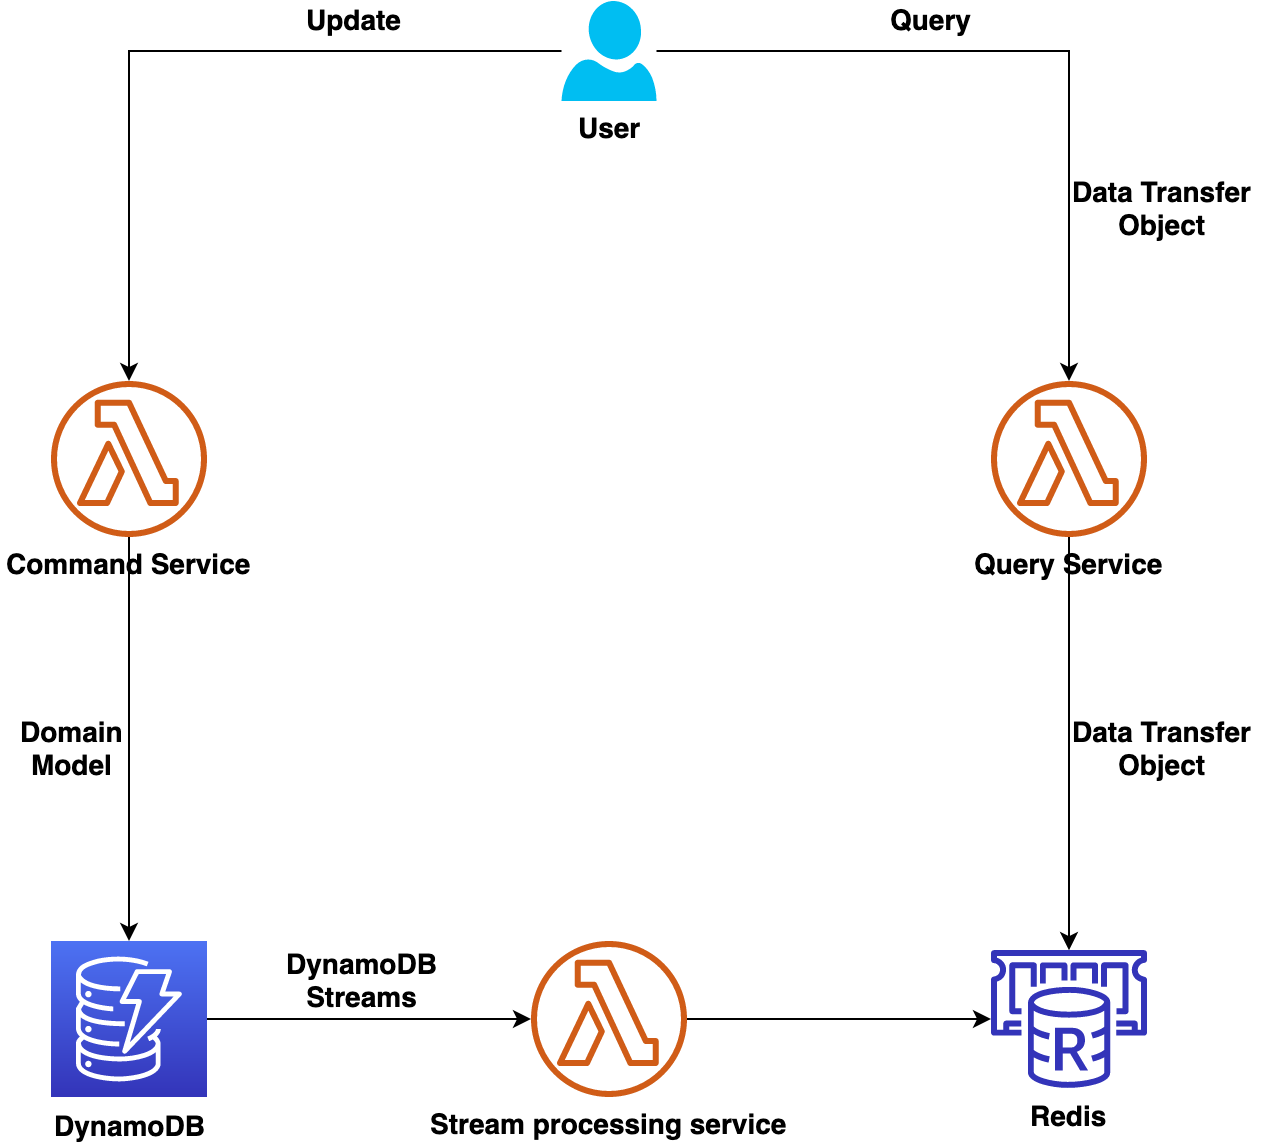 Update
Query
User
Data Transfer
Object
Command Service
Query Service
Domain
Model
Data Transfer
Object
DynamoDB
Streams
R
DynamoDB
Stream processing service
Redis